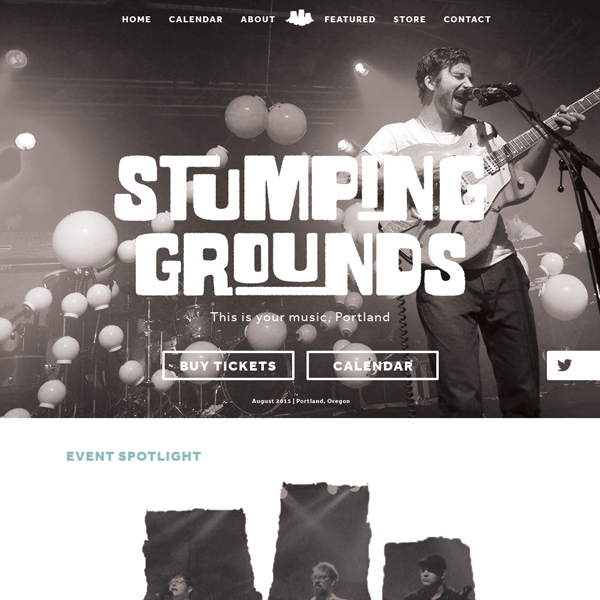 HOME CALENDAR ABOUT FEATURED STORE CONTACT
STUMPING
GROUNDS
This is your music, Portland
BUY TICKETS CALENDAR
August 2015 | Portland, Oregon
EVENT SPOTLIGHT